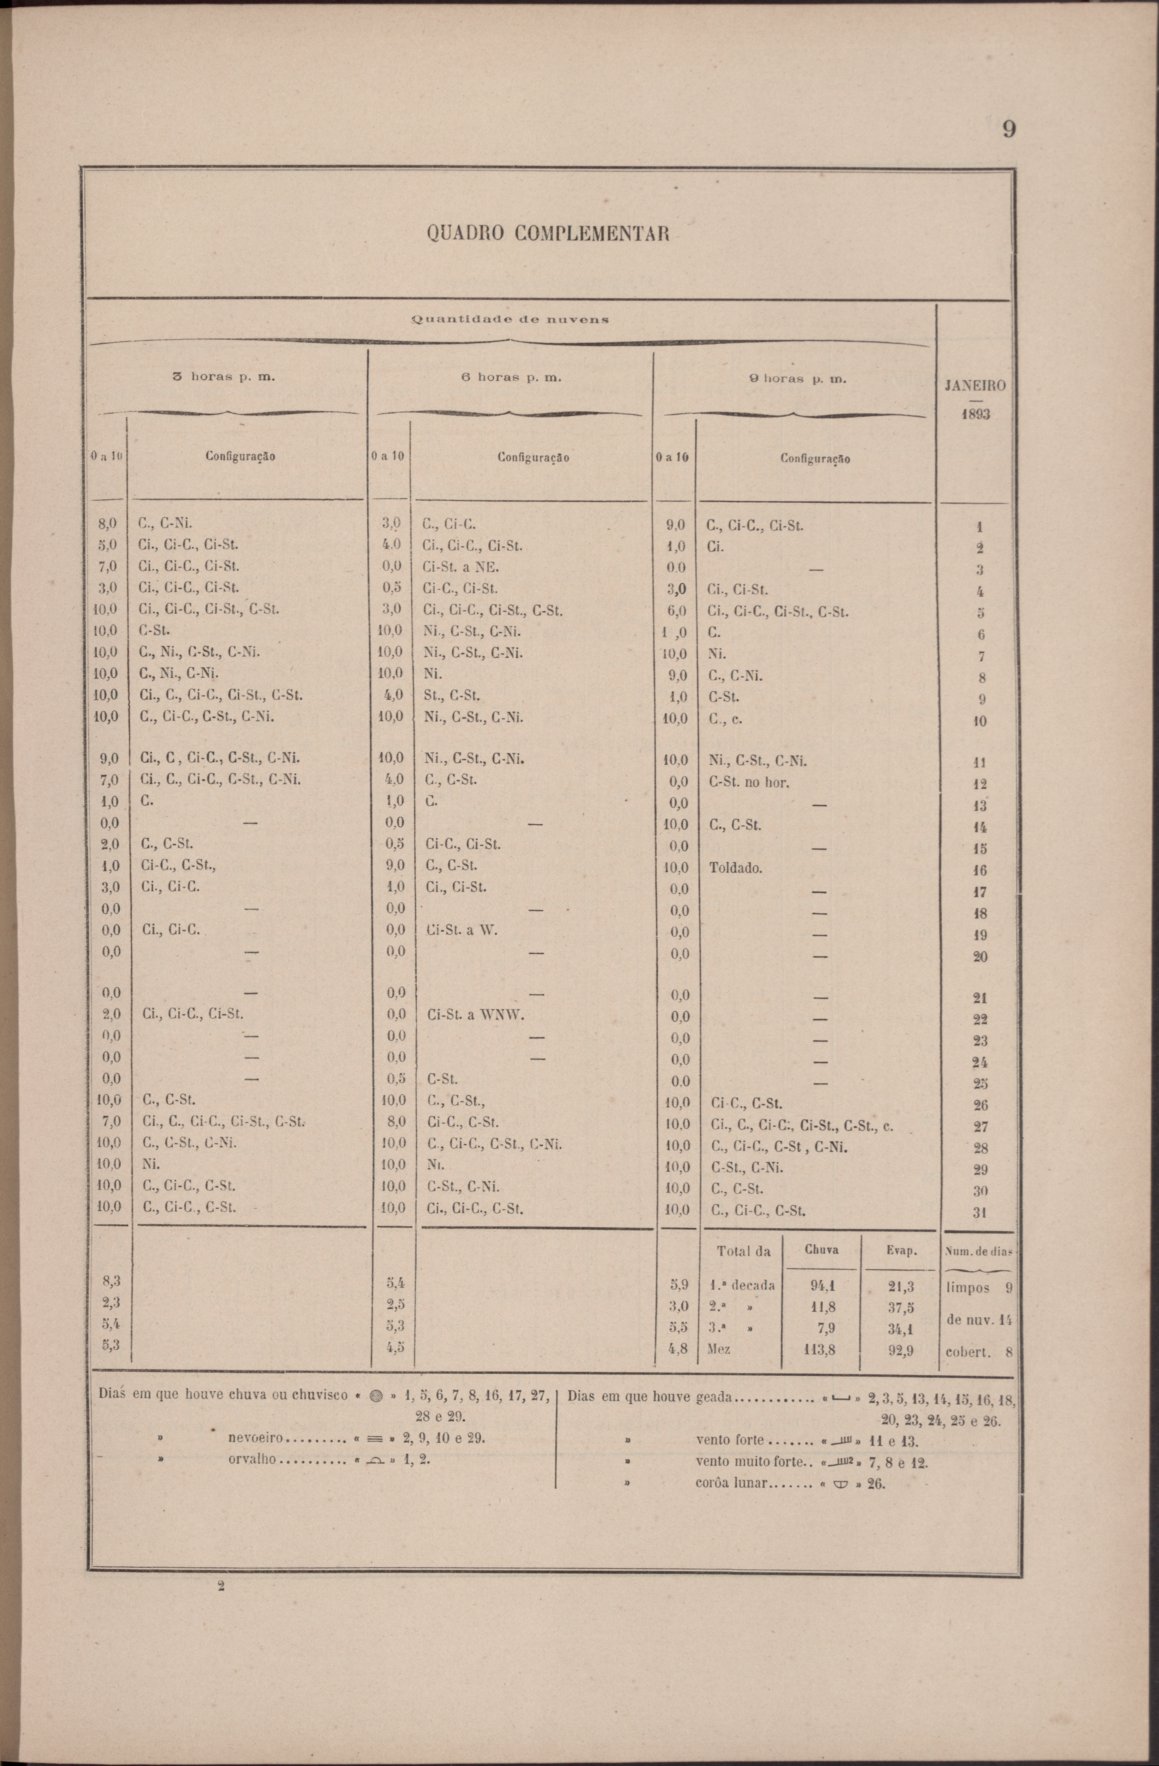 9
QUADRO COMPLEMENTAR
Quantidade de nuvens
3 horas p. m. 6 horas p. m. 9 horas p. m. JANEIRO
1893
0 a 10 Configuração 0 a 10 Configuração 0 a 10 Configuração
8,0 C., C-Ni. 3,0 C., Ci-C. 9,0 C., Ci-C., Ci-St. 1
5,0 Ci., Ci-C., Ci-St. 4.0 Ci., Ci-C., Ci-St. 1,0 Ci. 2
7,0 Ci., Ci-C., Ci-St. 0,0 Ci-St. a NE. 0.0 — 3
3,0 Ci., Ci-C., Ci-St. 0,5 Ci-C., Ci-St. 3,0 Ci., Ci-St. 4
10,0 Ci., Ci-C., Ci-St., C-St. 3,0 Ci., Ci-C., Ci-St., C-St. 6,0 Ci., Ci-C., Ci-St., C-St. 5
10,0 C-St. 10,0 Ni., C-St., C-Ni. 1 ,0 C. 6
10,0 C., Ni., C-St., C-Ni. 10,0 Ni., C-St., C-Ni. 10,0 Ni. 7
10,0 C., Ni., C-Ni. 10,0 Ni. 9,0 C., C-Ni. 8
10,0 Ci., C., Ci-C., Ci-St., C-St. 4,0 St., C-St. 1,0 C-St. 9
10,0 C., Ci-C., C-St., C-Ni. 10,0 Ni., C-St., C-Ni. 10,0 C., c. 10
9,0 Ci., C , Ci-C., C-St., C-Ni. 10,0 Ni., C-St., C-Ni. 10,0 Ni., C-St., C-Ni. 11
7,0 Ci., C., Ci-C., C-St., C-Ni. 4,0 C., C-St. 0,0 C-St. no hor. 12
1,0 C. 1,0 C. 0,0 — 13
0,0 — 0,0 — 10,0 C., C-St. 14
2,0 C., C-St. 0,5 Ci-C., Ci-St. 0,0 — 15
1,0 Ci-C., C-St., 9,0 C., C-St. 10,0 Toldado. 16
3,0 Ci., Ci-C. 1,0 Ci., Ci-St. 0,0 — 17
0,0 — 0,0 — 0,0 — 18
0,0 Ci., Ci-C. 0,0 Ci-St. a W. 0,0 — 19
0,0 — 0,0 — 0,0 — 20
0,0 — 0,0 — 0,0 — 21
2,0 Ci., Ci-C., Ci-St. 0,0 Ci-St. a WNW. 0,0 — 22
0,0 — 0.0 — 0,0 — 23
0,0 — 0,0 — 0,0 — 24
0,0 — 0,5 C-St. 0.0 — 25
10,0 C., C-St. 10,0 C., C-St., 10,0 Ci C., C-St. 26
7,0 Ci., C., Ci-C., Ci-St., C-St. 8,0 Ci-C., C-St. 10,0 Ci., C., Ci-C., Ci-St., C-St., c. 27
10,0 C., C-St., C-Ni. 10,0 C., Ci-C., C-St., C-Ni. 10,0 C., Ci-C., C-St , C-Ni. 28
10,0 Ni. 10,0 Ni. 10,0 C-St., C-Ni. 29
10,0 C., Ci-C., C-St. 10,0 C-St., C-Ni. 10,0 C., C-St. 30
10,0 C., Ci-C., C-St. 10,0 Ci., Ci-C., C-St. 10,0 C., Ci-C., C-St. 31
Total da Chuva Evap. Num. de dias
8,3 5,4 5,9 1.ª decada 94,1 21,3 limpos 9
2,3 2,5 3,0 2.ª » 11,8 37,5
5,4 5,3 5,5 3.ª » 7,9 34,1 de nuv. 14
5,3 4,5 4,8 Mez 113,8 92,9 cobert. 8
Dias em que houve chuva ou chuvisco « » 1, 5, 6, 7, 8, 16, 17, 27,
28 e 29.
» nevoeiro......... « ≡ » 2, 9, 10 e 29.
» orvalho.......... « » 1, 2.
Dias em que houve geada............ « » 2, 3, 5, 13, 14, 15, 16, 18,
20, 23, 24, 25 e 26.
» vento forte....... « » 11 e 13.
» vento muito forte.. « 2 » 7, 8 e 12.
» corôa lunar....... « » 26.
2